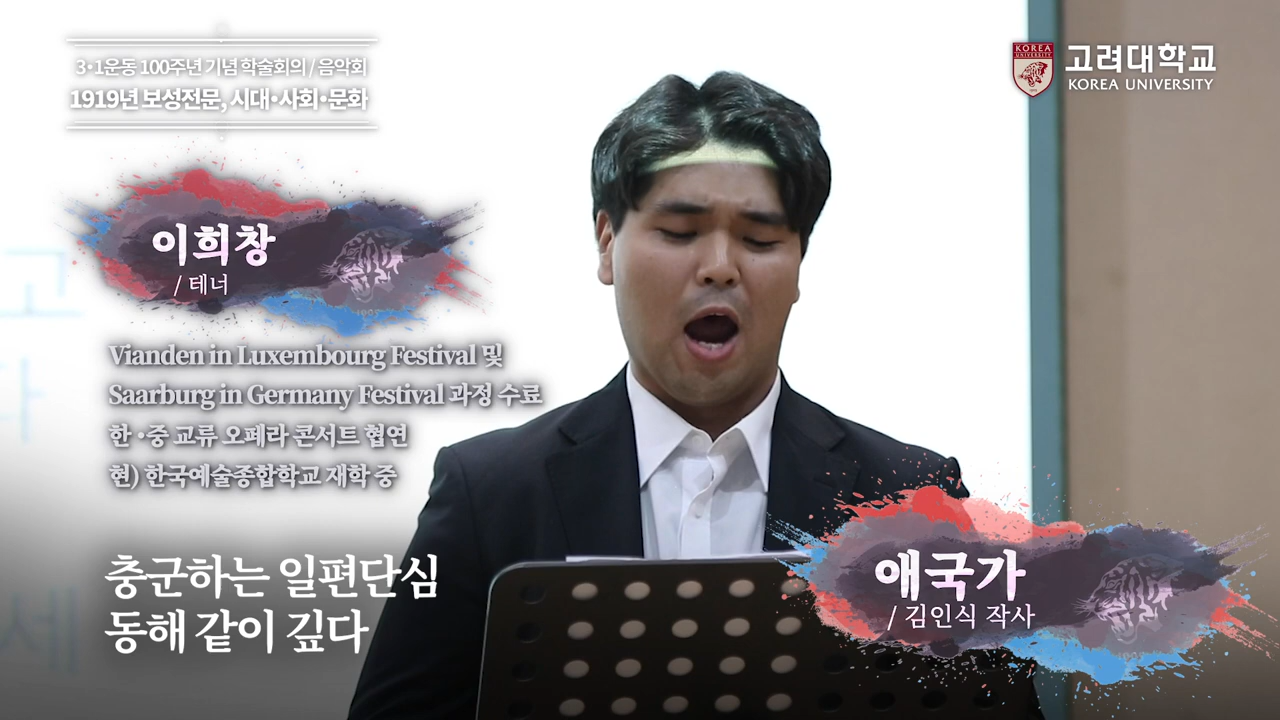 3·1운동 100주년 기념 학술회의 / 음악회
1919년 보성전문, 시대·사회·문화
KOREA
UNIVERSITY
고려대학교
KOREA UNIVERSITY
이희창
/ 테너
Vianden in Luxembourg Festival 및
Saarburg in Germany Festival 과정 수료
한·중 교류 오페라 콘서트 협연
현) 한국예술종합학교 재학 중
충군하는 일편단심
동해 같이 깊다
애국가
/ 김인식 작사